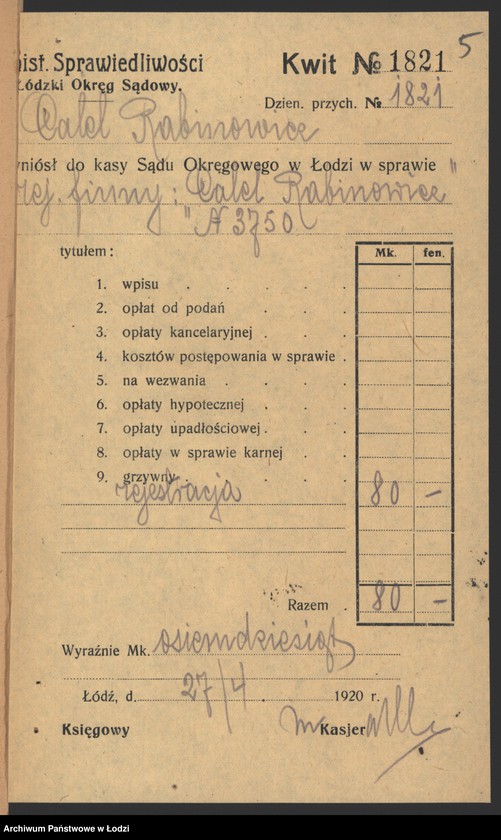 ist. Sprawiedliwości Kwit № 1821 5
Łódzki Okręg Sądowy.
Dzien. przych. № 1821
Calel Rabinowicz
wniósł do kasy Sądu Okręgowego w Łodzi w sprawie
rej. firmy: "Calel Rabinowicz"
"A 3750
tytułem: Mk. fen.
1. wpisu . . . . .
2. opłat od podań . . .
3. opłaty kancelaryjnej . . . .
4. kosztów postępowania w sprawie .
5. na wezwania . . . .
6. opłaty hypotecznej . . .
7. opłaty upadłościowej . . . .
8. opłaty w sprawie karnej . .
9. grzywny . . . . .
rejestracja 80 —
Razem . 80 —
Wyraźnie Mk. osiemdziesiąt
Łódź, d. 27/4 1920 r.
Księgowy Kasjer
Archiwum Państwowe w Łodzi